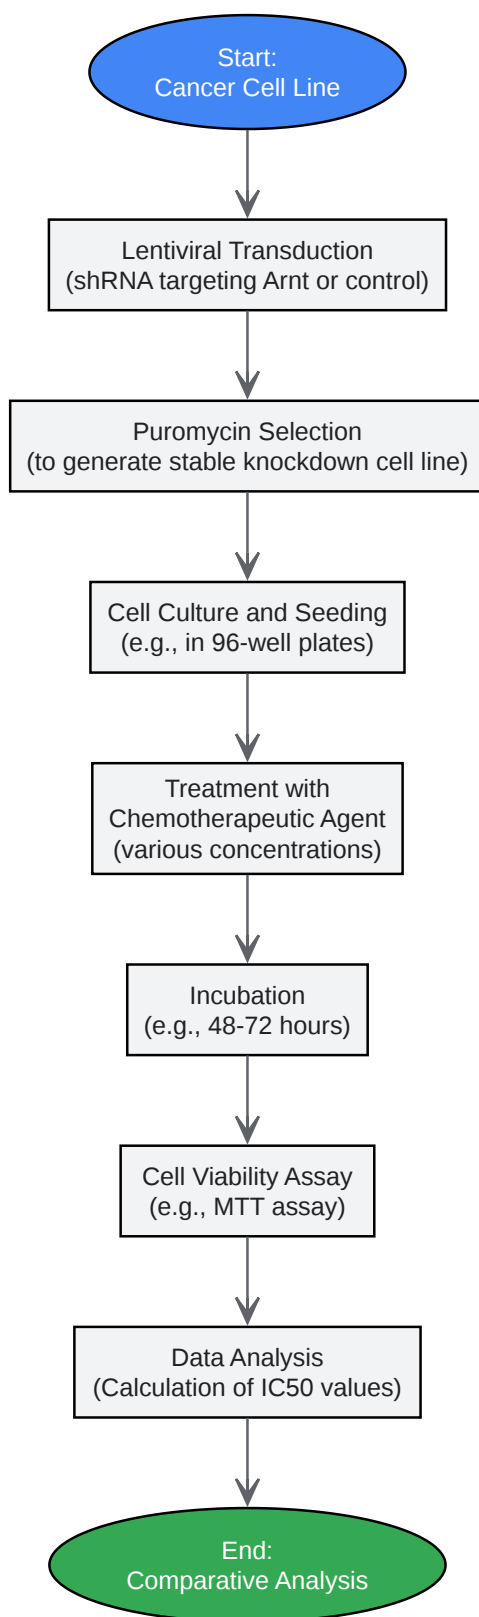 Start:
Cancer Cell Line
Lentiviral Transduction
(shRNA targeting Arnt or control)
Puromycin Selection
(to generate stable knockdown cell line)
Cell Culture and Seeding
(e.g., in 96-well plates)
Treatment with
Chemotherapeutic Agent
(various concentrations)
Incubation
(e.g., 48-72 hours)
Cell Viability Assay
(e.g., MTT assay)
Data Analysis
(Calculation of IC50 values)
End:
Comparative Analysis